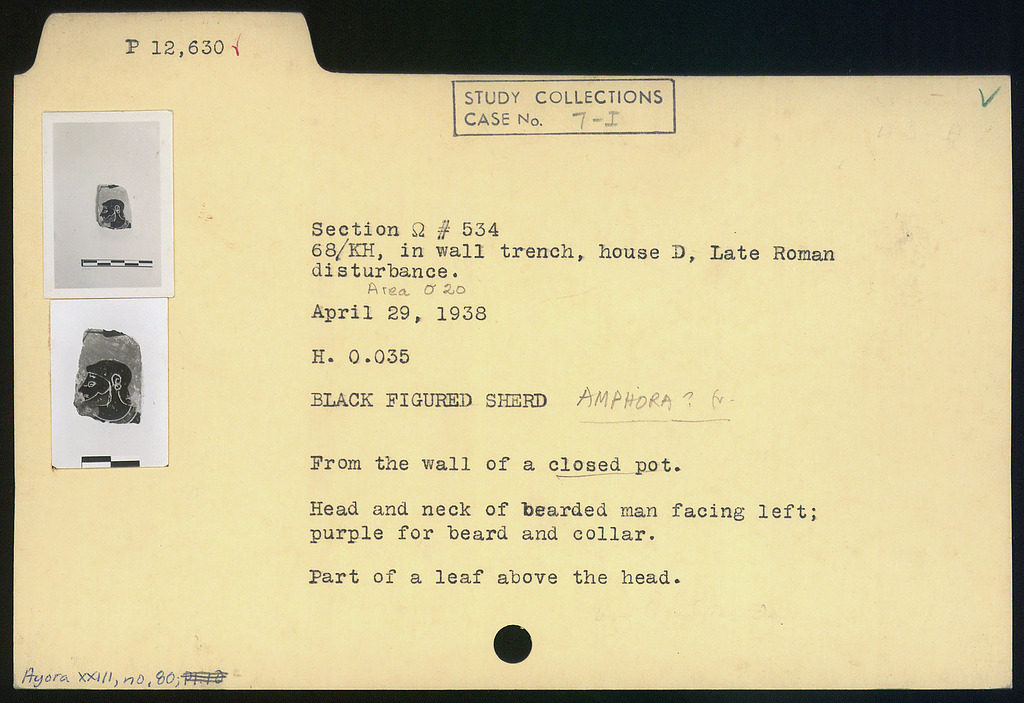 P 12,630 ✓
STUDY COLLECTIONS
CASE No. 7-I
Section Ω # 534
68/KH, in wall trench, house D, Late Roman
disturbance.
Area O 20
April 29, 1938
H. 0.035
BLACK FIGURED SHERD AMPHORA? fr.
From the wall of a closed pot.
Head and neck of bearded man facing left;
purple for beard and collar.
Part of a leaf above the head.
Agora XXIII, no. 80;